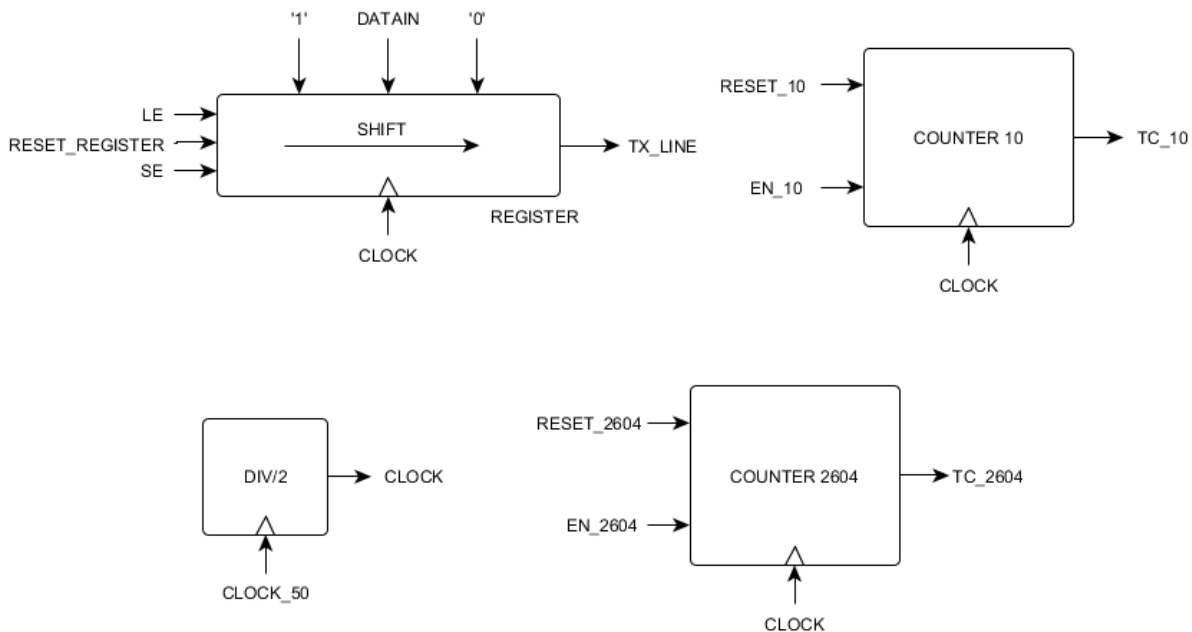 '1' DATAIN '0'
LE
RESET_REGISTER
SE
SHIFT
TX_LINE
REGISTER
CLOCK
RESET_10
EN_10
COUNTER 10
TC_10
CLOCK
DIV/2
CLOCK
CLOCK_50
RESET_2604
EN_2604
COUNTER 2604
TC_2604
CLOCK